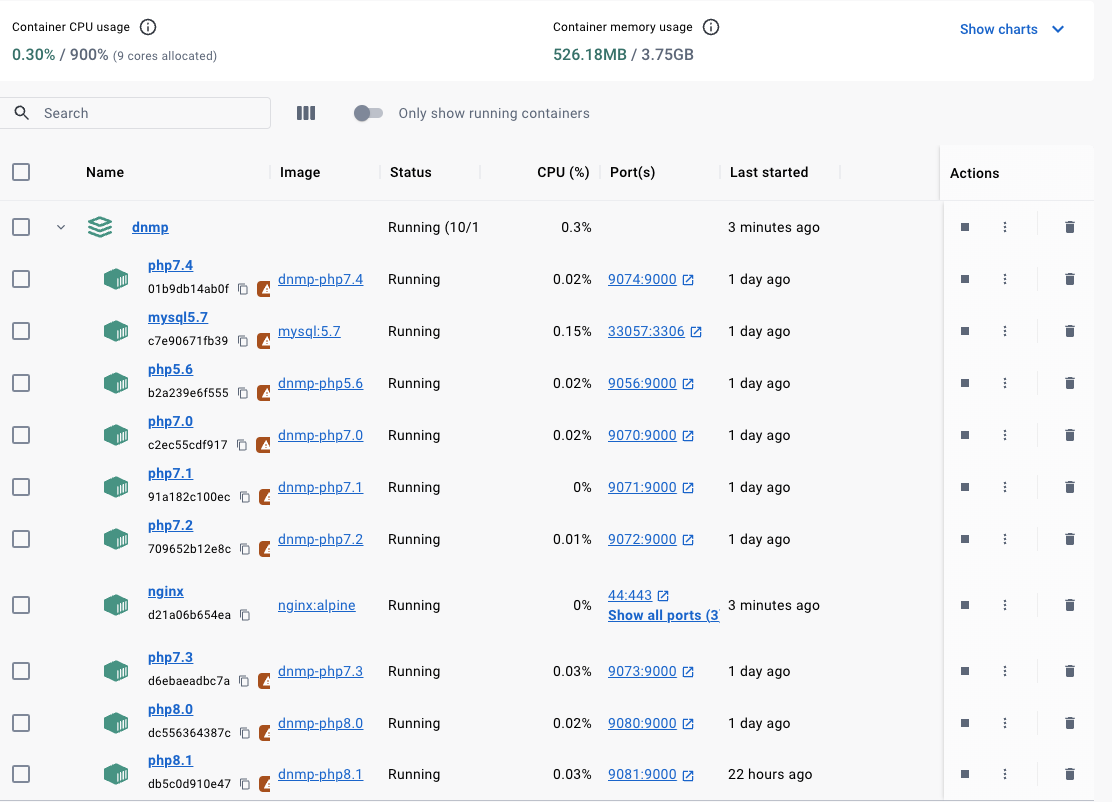 Container CPU usage
0.30% / 900% (9 cores allocated)
Container memory usage
526.18MB / 3.75GB
Show charts
Search
Only show running containers
Name Image Status CPU (%) Port(s) Last started Actions
dnmp Running (10/1 0.3% 3 minutes ago
php7.4
01b9db14ab0f
dnmp-php7.4 Running 0.02% 9074:9000 1 day ago
mysql5.7
c7e90671fb39
mysql:5.7 Running 0.15% 33057:3306 1 day ago
php5.6
b2a239e6f555
dnmp-php5.6 Running 0.02% 9056:9000 1 day ago
php7.0
c2ec55cdf917
dnmp-php7.0 Running 0.02% 9070:9000 1 day ago
php7.1
91a182c100ec
dnmp-php7.1 Running 0% 9071:9000 1 day ago
php7.2
709652b12e8c
dnmp-php7.2 Running 0.01% 9072:9000 1 day ago
nginx
d21a06b654ea
nginx:alpine Running 0% 44:443 3 minutes ago
Show all ports (3
php7.3
d6ebaeadbc7a
dnmp-php7.3 Running 0.03% 9073:9000 1 day ago
php8.0
dc556364387c
dnmp-php8.0 Running 0.02% 9080:9000 1 day ago
php8.1
db5c0d910e47
dnmp-php8.1 Running 0.03% 9081:9000 22 hours ago